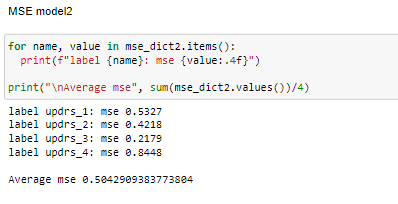 MSE model2
for name, value in mse_dict2.items():
  print(f"label {name}: mse {value:.4f}")
print("\nAverage mse", sum(mse_dict2.values())/4)
label updrs_1: mse 0.5327
label updrs_2: mse 0.4218
label updrs_3: mse 0.2179
label updrs_4: mse 0.8448
Average mse 0.5042909383773804